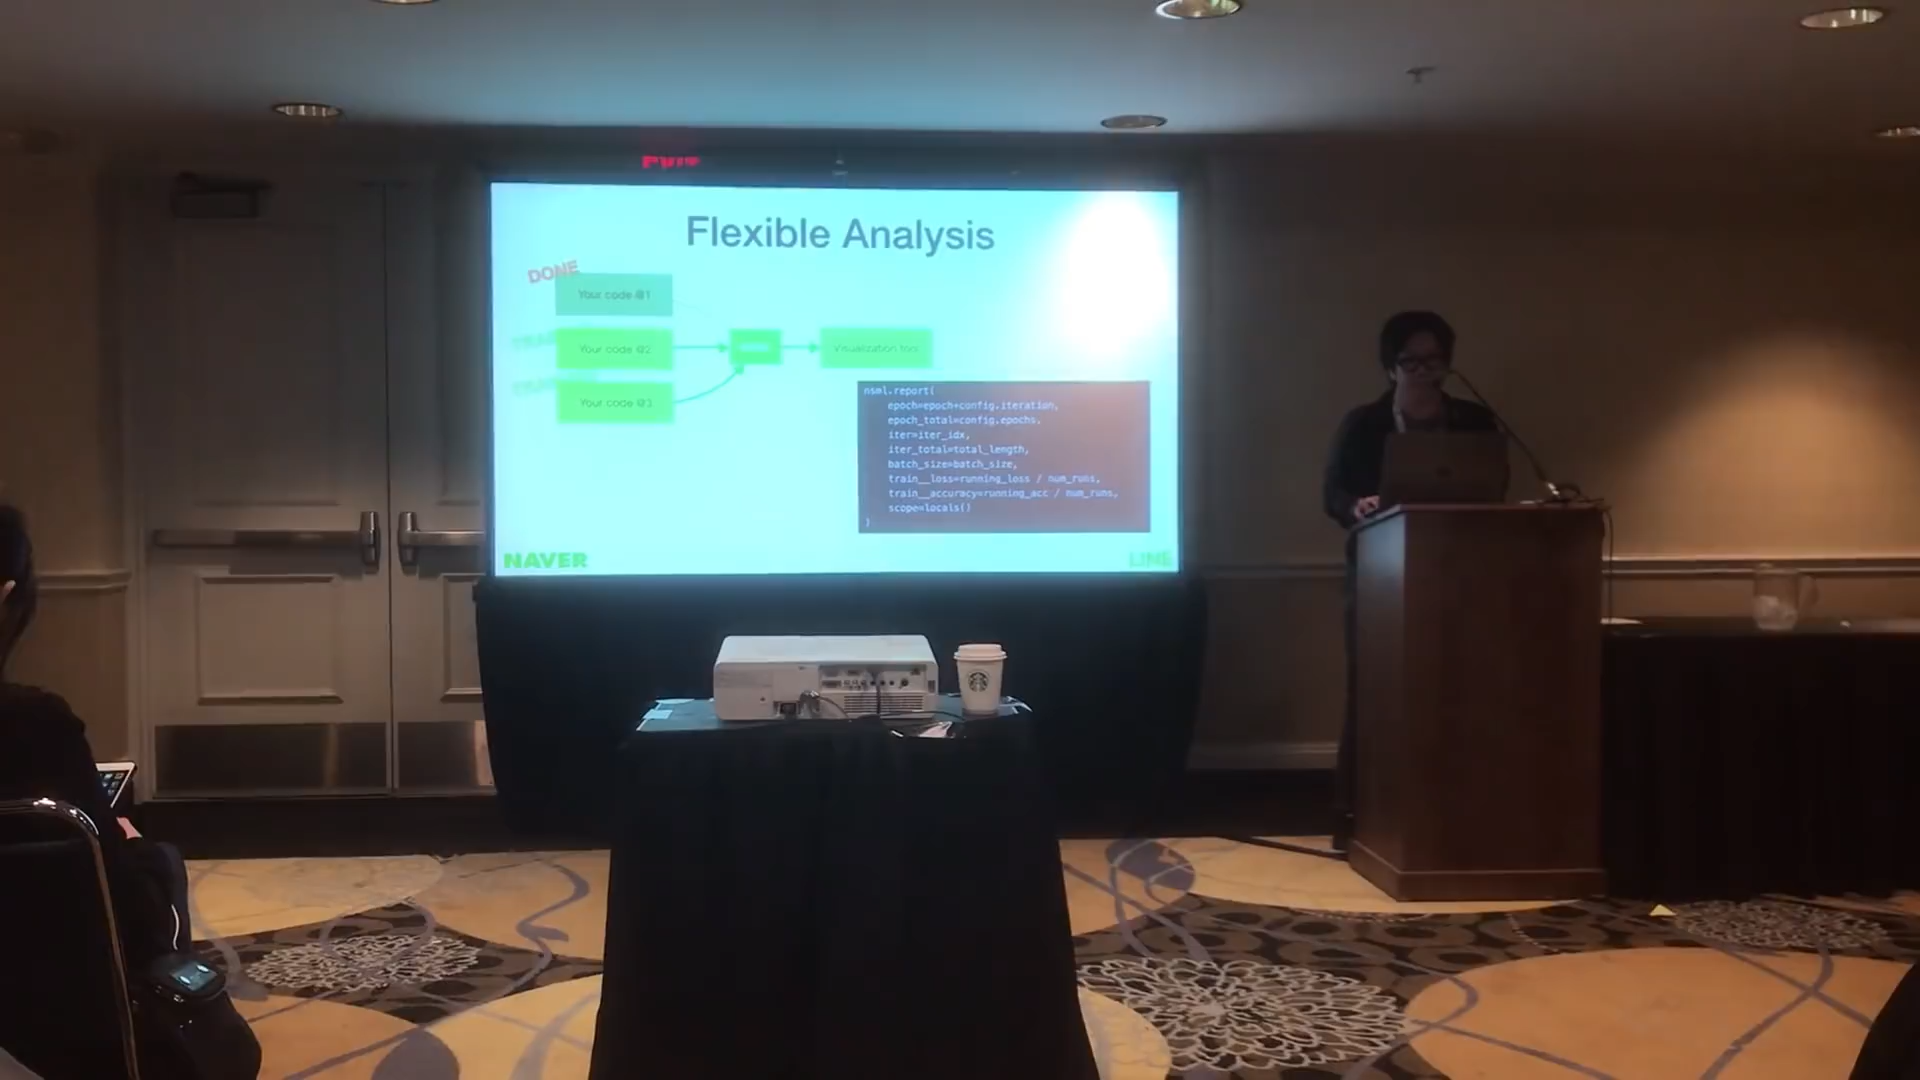 EXIT
Flexible Analysis
DONE
Your code @1
Your code @2
Your code @3
Visualization tool
nsml.report(
epoch=epoch+config.iteration,
epoch_total=config.epochs,
iter=iter_idx,
iter_total=total_length,
batch_size=batch_size,
train__loss=running_loss / num_runs,
train__accuracy=running_acc / num_runs,
scope=locals()
)
NAVER
LINE